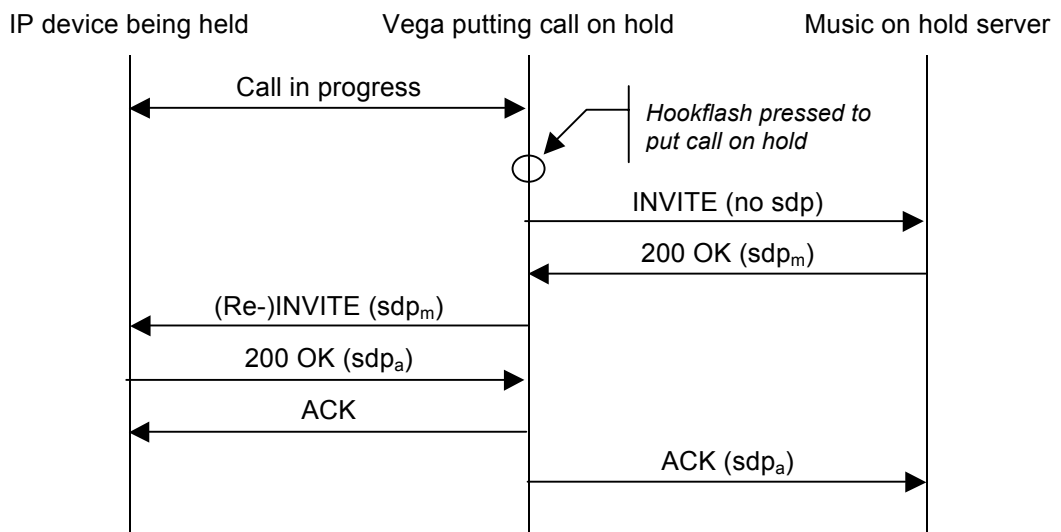 IP device being held
Vega putting call on hold
Music on hold server
Call in progress
Hookflash pressed to
put call on hold
INVITE (no sdp)
200 OK (sdpm)
(Re-)INVITE (sdpm)
200 OK (sdpa)
ACK
ACK (sdpa)